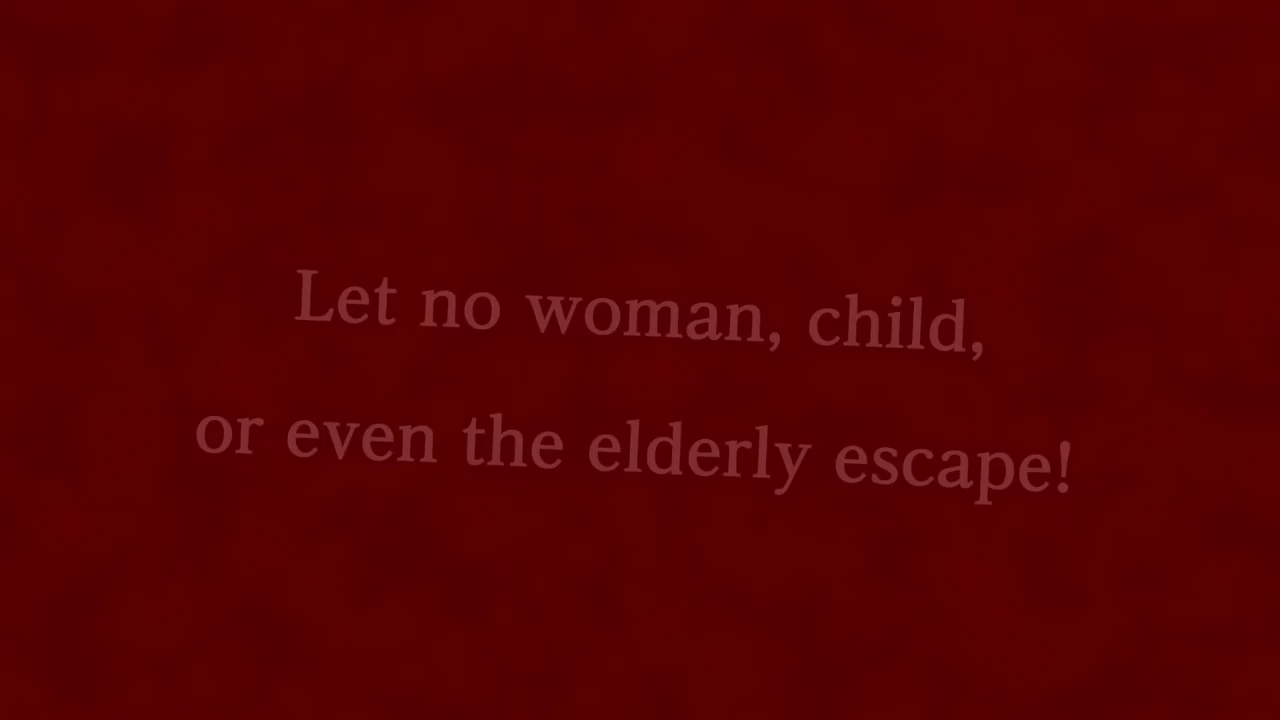 Let no woman, child,
or even the elderly escape!